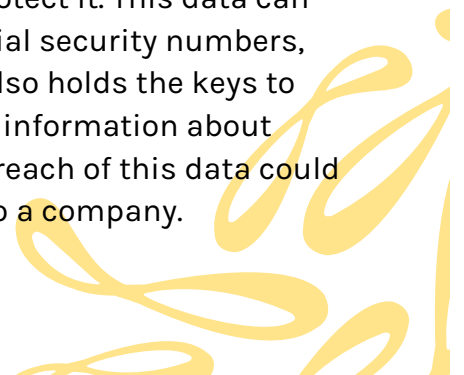 otect it. This data can
ial security numbers,
lso holds the keys to
information about
reach of this data could
o a company.